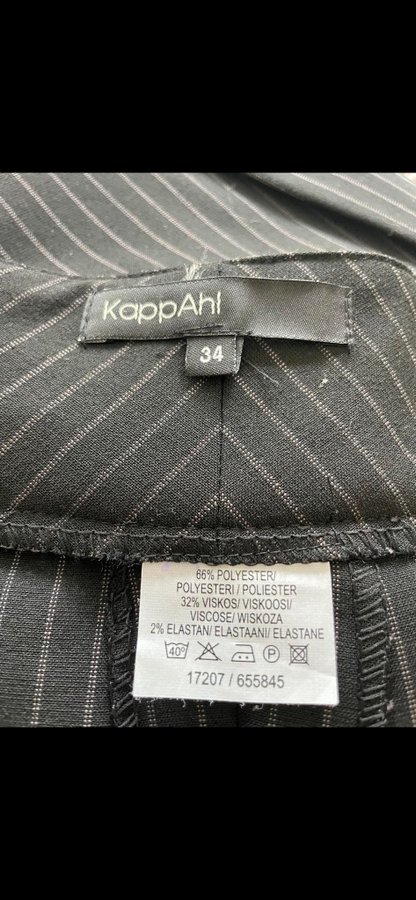 KappAhl
34
66% POLYESTER/
POLYESTERI / POLIESTER
32% VISKOS/ VISKOOSI/
VISCOSE/ WISKOZA
2% ELASTAN/ ELASTAANI/ ELASTANE
40° P
17207 / 655845